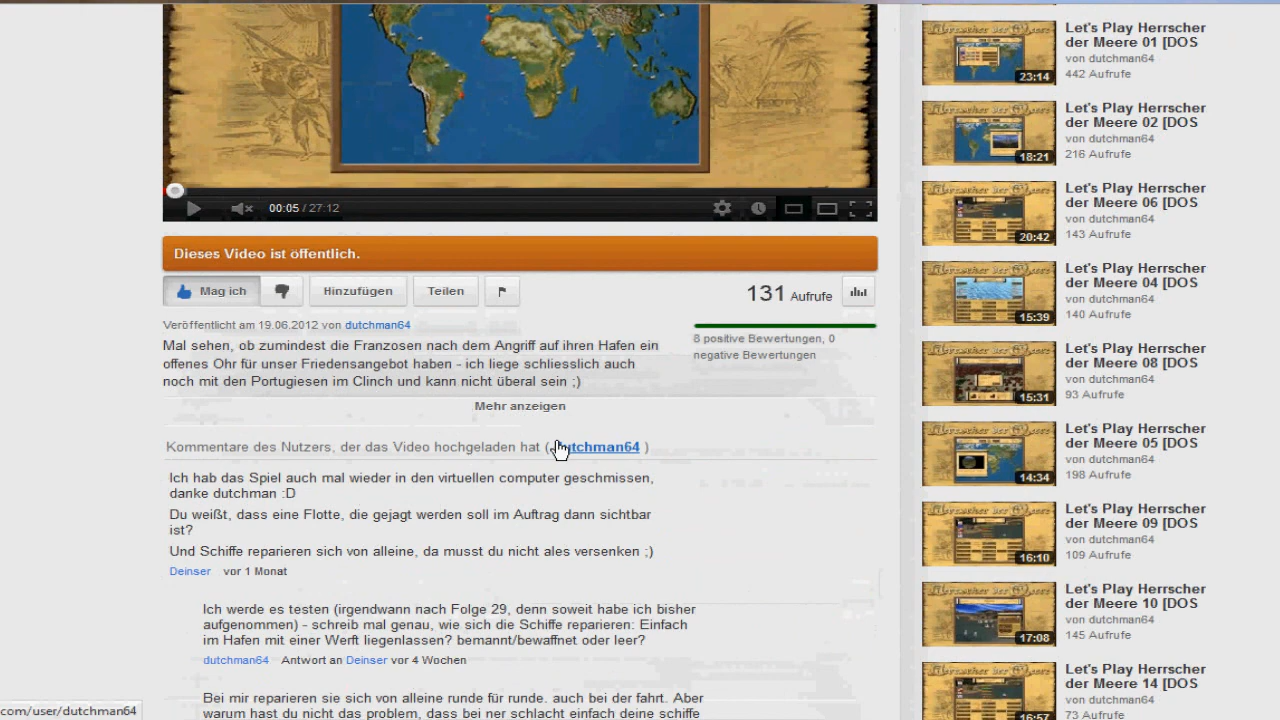 00:05 / 27:12
Dieses Video ist öffentlich.
Mag ich
Hinzufügen
Teilen
131 Aufrufe
Veröffentlicht am 19.06.2012 von dutchman64
Mal sehen, ob zumindest die Franzosen nach dem Angriff auf ihren Hafen ein
offenes Ohr für unser Friedensangebot haben - ich liege schliesslich auch
noch mit den Portugiesen im Clinch und kann nicht überal sein ;)
8 positive Bewertungen, 0
negative Bewertungen
Mehr anzeigen
Kommentare des Nutzers, der das Video hochgeladen hat (dutchman64 )
Ich hab das Spiel auch mal wieder in den virtuellen computer geschmissen,
danke dutchman :D
Du weißt, dass eine Flotte, die gejagt werden soll im Auftrag dann sichtbar
ist?
Und Schiffe reparieren sich von alleine, da musst du nicht ales versenken ;)
Deinser vor 1 Monat
Ich werde es testen (irgendwann nach Folge 29, denn soweit habe ich bisher
aufgenommen) - schreib mal genau, wie sich die Schiffe reparieren: Einfach
im Hafen mit einer Werft liegenlassen? bemannt/bewaffnet oder leer?
dutchman64 Antwort an Deinser vor 4 Wochen
Bei mir reparieren sie sich von alleine runde für runde. auch bei der fahrt. Aber
warum hast du nicht das problem, dass bei ner schlacht einfach deine schiffe
com/user/dutchman64
23:14
Let's Play Herrscher
der Meere 01 [DOS
von dutchman64
442 Aufrufe
18:21
Let's Play Herrscher
der Meere 02 [DOS
von dutchman64
216 Aufrufe
20:42
Let's Play Herrscher
der Meere 06 [DOS
von dutchman64
143 Aufrufe
15:39
Let's Play Herrscher
der Meere 04 [DOS
von dutchman64
140 Aufrufe
15:31
Let's Play Herrscher
der Meere 08 [DOS
von dutchman64
93 Aufrufe
14:34
Let's Play Herrscher
der Meere 05 [DOS
von dutchman64
198 Aufrufe
16:10
Let's Play Herrscher
der Meere 09 [DOS
von dutchman64
109 Aufrufe
17:08
Let's Play Herrscher
der Meere 10 [DOS
von dutchman64
145 Aufrufe
16:57
Let's Play Herrscher
der Meere 14 [DOS
von dutchman64
73 Aufrufe